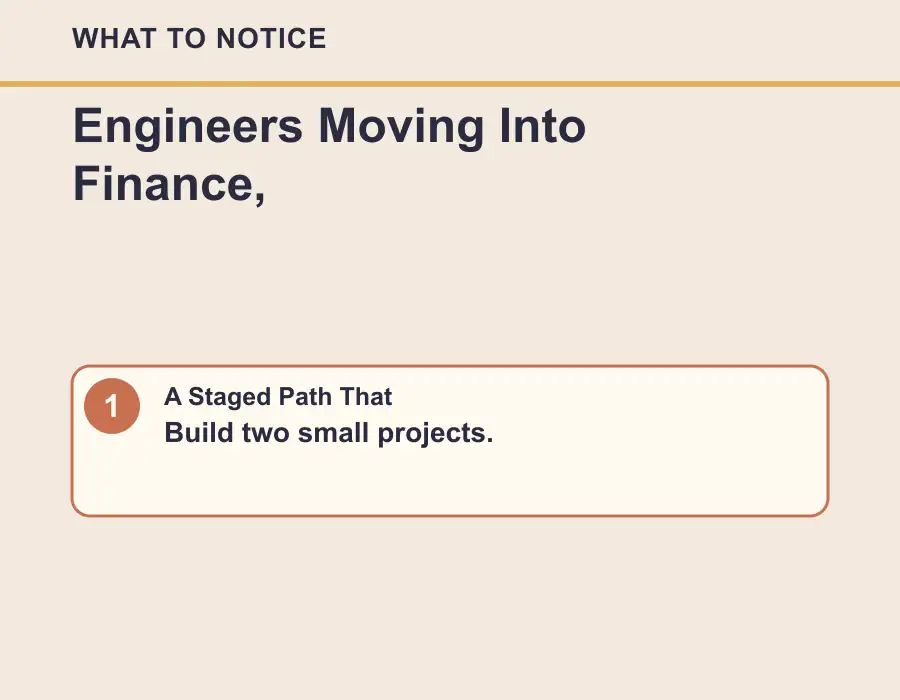 WHAT TO NOTICE
Engineers Moving Into
Finance,
1
A Staged Path That
Build two small projects.